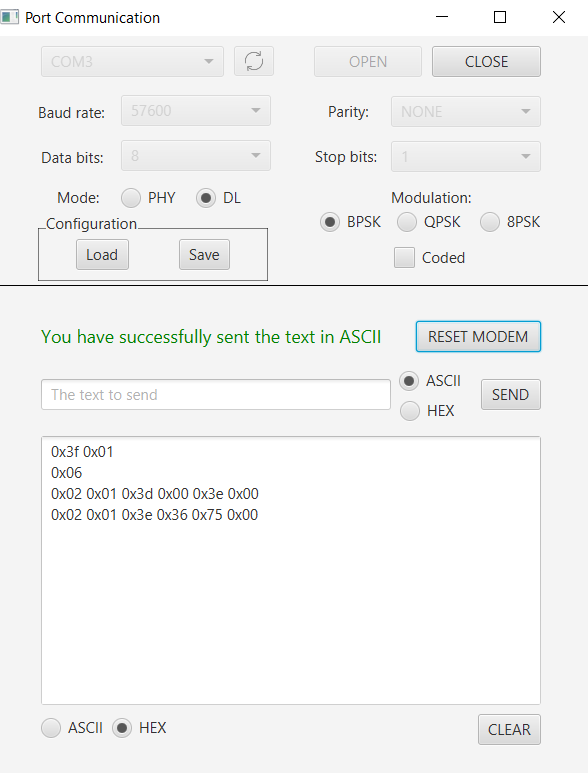 Port Communication
COM3
OPEN
CLOSE
Baud rate:
57600
Parity:
NONE
Data bits:
8
Stop bits:
1
Mode:
PHY
DL
Modulation:
BPSK
QPSK
8PSK
Configuration
Load
Save
Coded
You have successfully sent the text in ASCII
RESET MODEM
The text to send
ASCII
HEX
SEND
0x3f 0x01
0x06
0x02 0x01 0x3d 0x00 0x3e 0x00
0x02 0x01 0x3e 0x36 0x75 0x00
ASCII
HEX
CLEAR